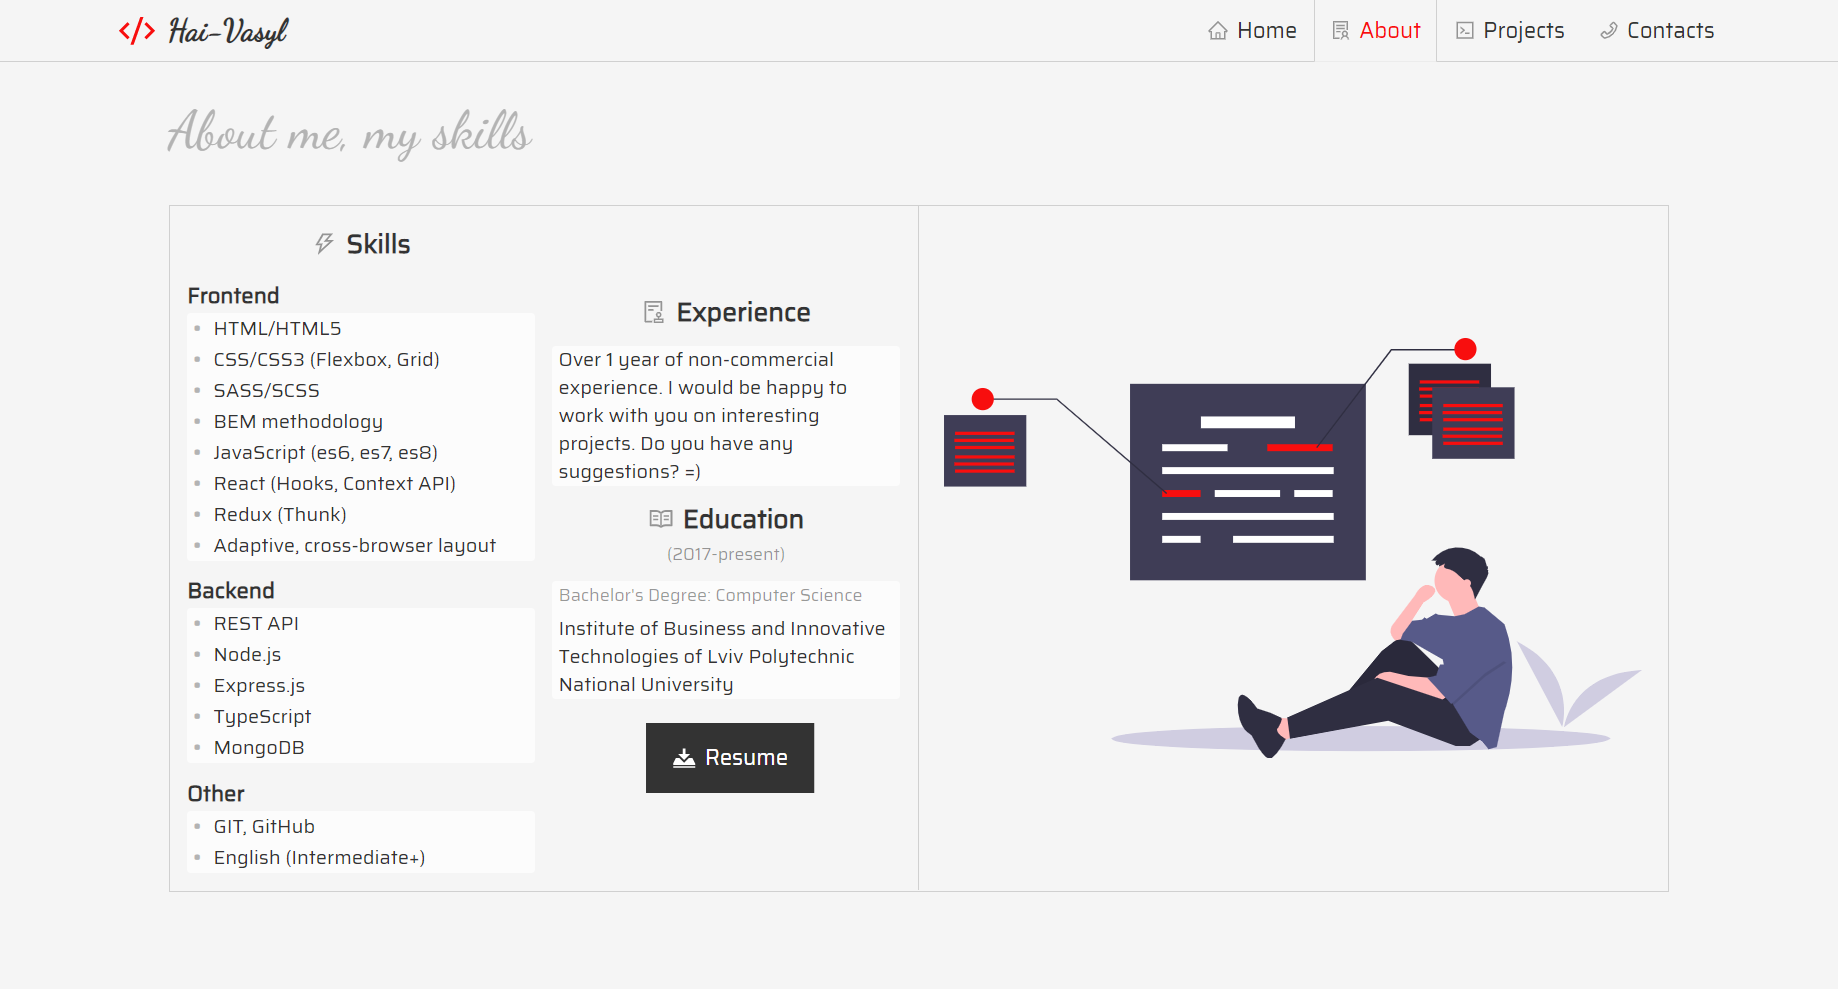 Hai-Vasyl
Home
About
Projects
Contacts
About me, my skills
Skills
Frontend
HTML/HTML5
CSS/CSS3 (Flexbox, Grid)
SASS/SCSS
BEM methodology
JavaScript (es6, es7, es8)
React (Hooks, Context API)
Redux (Thunk)
Adaptive, cross-browser layout
Backend
REST API
Node.js
Express.js
TypeScript
MongoDB
Other
GIT, GitHub
English (Intermediate+)
Experience
Over 1 year of non-commercial
experience. I would be happy to
work with you on interesting
projects. Do you have any
suggestions? =)
Education
(2017-present)
Bachelor's Degree: Computer Science
Institute of Business and Innovative
Technologies of Lviv Polytechnic
National University
Resume